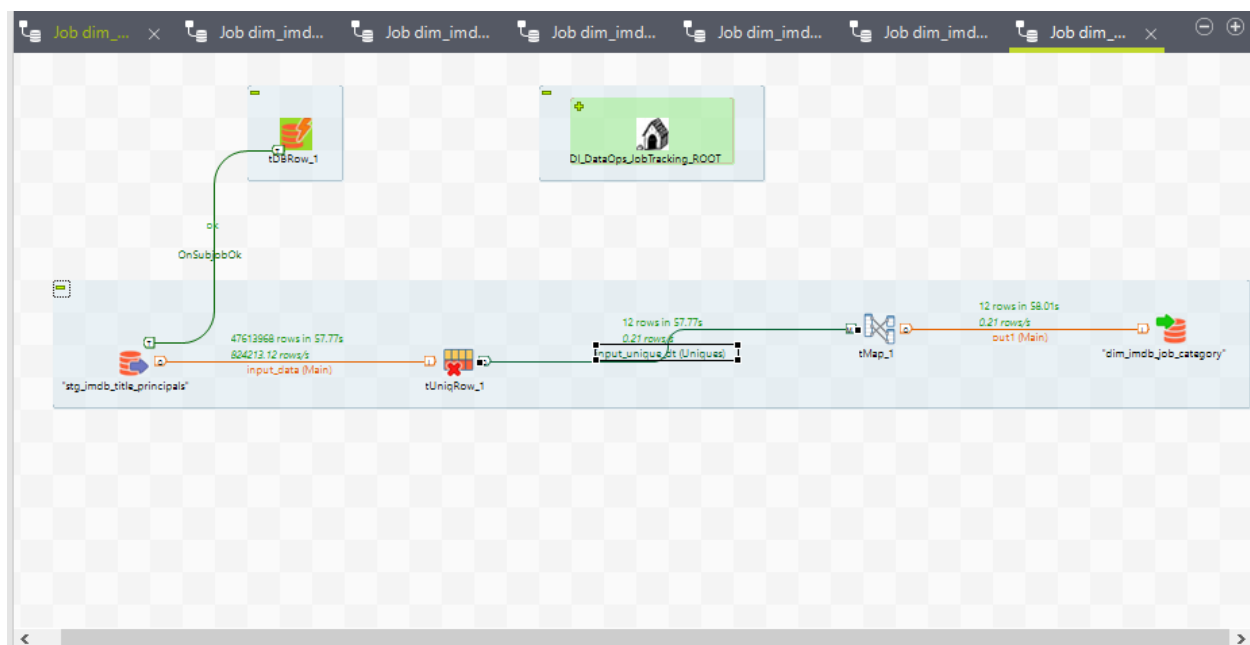 Job dim_... Job dim_imd... Job dim_imd... Job dim_imd... Job dim_imd... Job dim_imd... Job dim_...
tDBRow_1
DI_DataOps_JobTracking_ROOT
ok
OnSubjobOk
47613968 rows in 57.77s
824213.12 rows/s
input_data (Main)
"stg_imdb_title_principals"
tUniqRow_1
12 rows in 57.77s
0.21 rows/s
input_unique_dt (Uniques)
tMap_1
12 rows in 58.01s
0.21 rows/s
out1 (Main)
"dim_imdb_job_category"